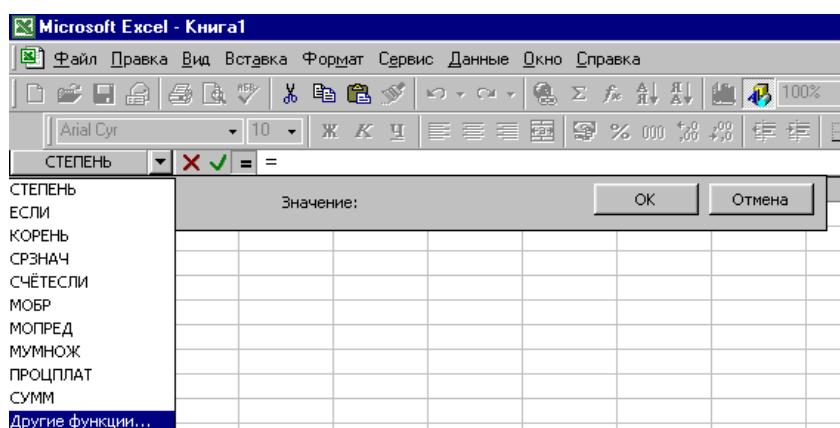 Microsoft Excel - Книга1
Файл Правка Вид Вставка Формат Сервис Данные Окно Справка
100%
Arial Cyr 10 Ж К Ч % 000
СТЕПЕНЬ = =
СТЕПЕНЬ
Значение: ОК Отмена
ЕСЛИ
КОРЕНЬ
СРЗНАЧ
СЧЁТЕСЛИ
МОБР
МОПРЕД
МУМНОЖ
ПРОЦПЛАТ
СУММ
Другие функции...